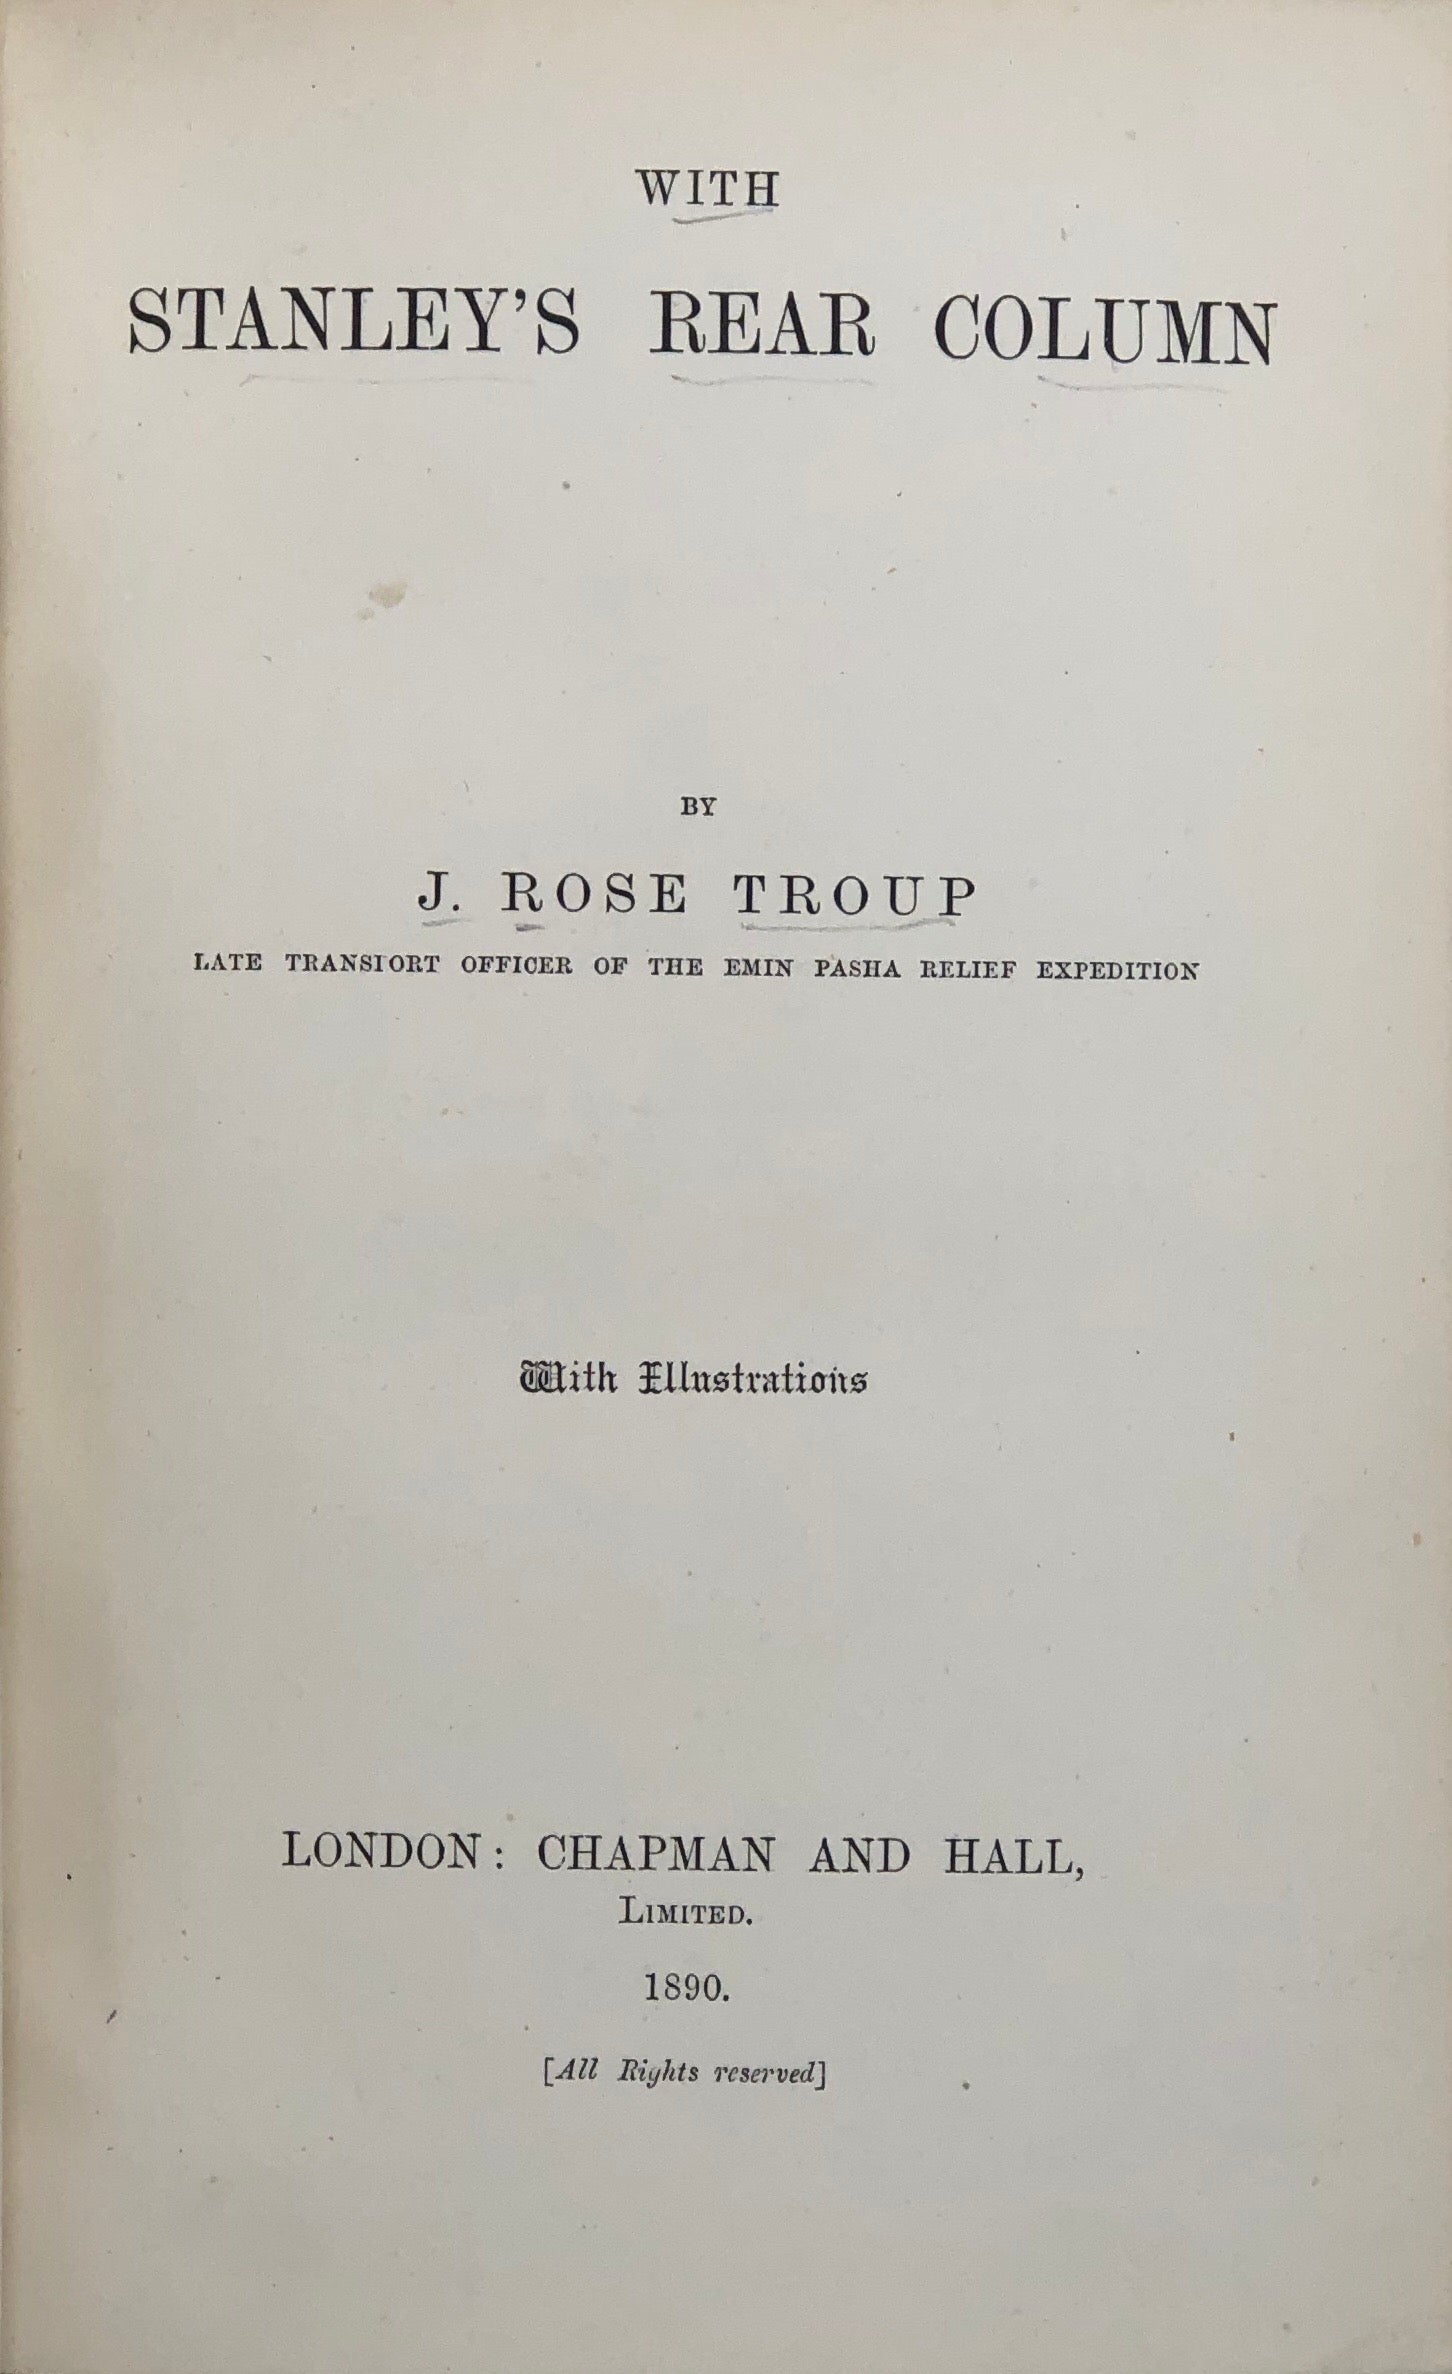 WITH
STANLEY'S REAR COLUMN
BY
J. ROSE TROUP
LATE TRANSPORT OFFICER OF THE EMIN PASHA RELIEF EXPEDITION
With Illustrations
LONDON: CHAPMAN AND HALL,
LIMITED.
1890.
[All Rights reserved]